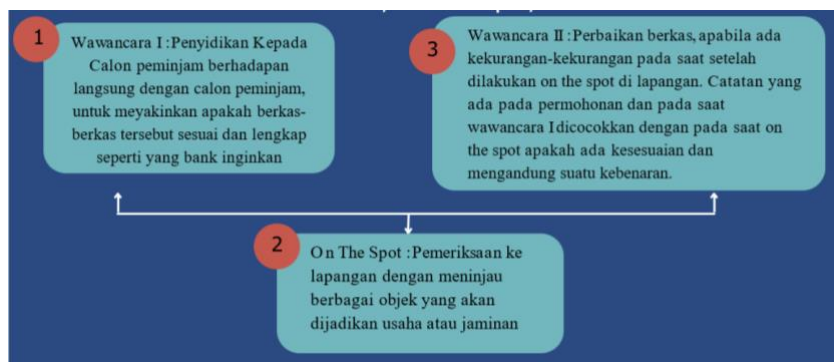 1
Wawancara I :Penyidikan Kepada
Calon peminjam berhadapan
langsung dengan calon peminjam,
untuk meyakinkan apakah berkas-
berkas tersebut sesuai dan lengkap
seperti yang bank inginkan
3
Wawancara II : Perbaikan berkas, apabila ada
kekurangan-kekurangan pada saat setelah
dilakukan on the spot di lapangan. Catatan yang
ada pada permohonan dan pada saat
wawancara Idicocokkan dengan pada saat on
the spot apakah ada kesesuaian dan
mengandung suatu kebenaran.
2
On The Spot :Pemeriksaan ke
lapangan dengan meninjau
berbagai objek yang akan
dijadikan usaha atau jaminan